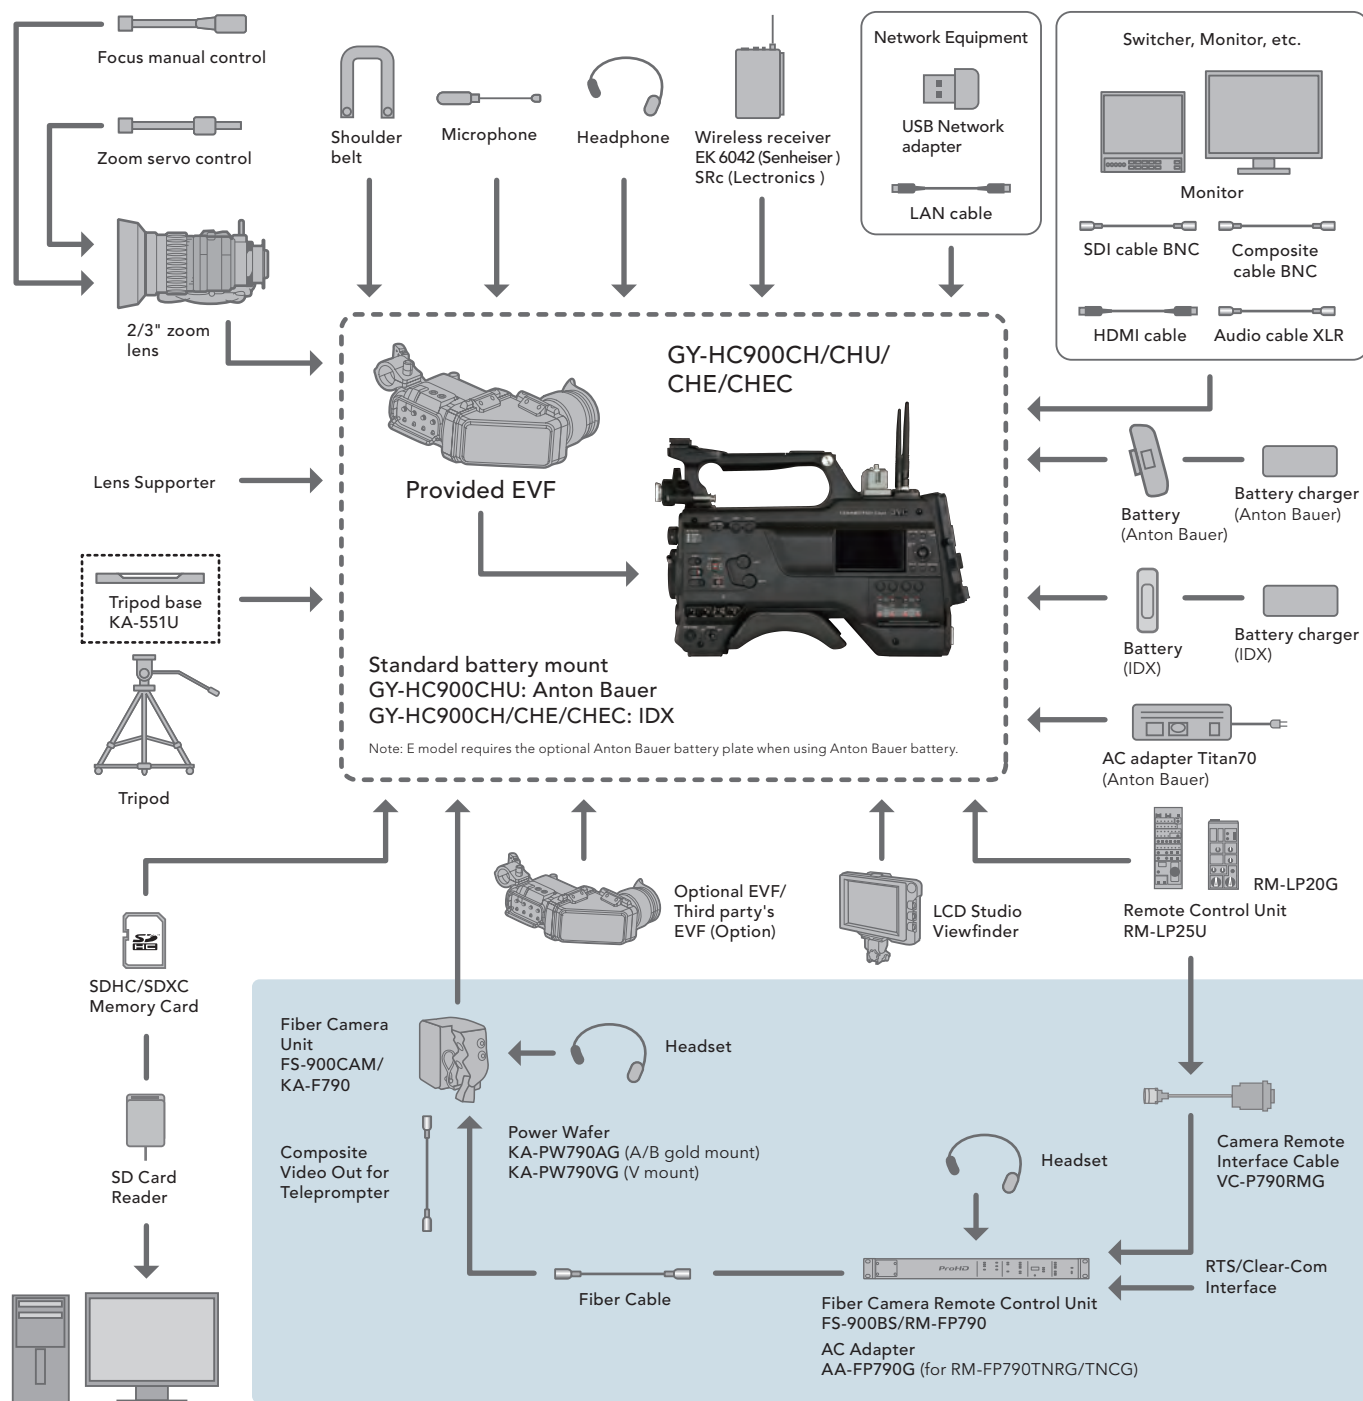 Focus manual control
Zoom servo control
2/3" zoom
lens
Shoulder
belt
Microphone
Headphone
Wireless receiver
EK 6042 (Senheiser )
SRc (Lectronics )
Network Equipment
USB Network
adapter
LAN cable
Switcher, Monitor, etc.
Monitor
SDI cable BNC
Composite
cable BNC
HDMI cable
Audio cable XLR
GY-HC900CH/CHU/
CHE/CHEC
Provided EVF
Standard battery mount
GY-HC900CHU: Anton Bauer
GY-HC900CH/CHE/CHEC: IDX
Note: E model requires the optional Anton Bauer battery plate when using Anton Bauer battery.
Lens Supporter
Tripod base
KA-551U
Tripod
Battery
(Anton Bauer)
Battery charger
(Anton Bauer)
Battery
(IDX)
Battery charger
(IDX)
AC adapter Titan70
(Anton Bauer)
RM-LP20G
Remote Control Unit
RM-LP25U
Optional EVF/
Third party's
EVF (Option)
LCD Studio
Viewfinder
SD
HC
SDHC/SDXC
Memory Card
SD Card
Reader
Fiber Camera
Unit
FS-900CAM/
KA-F790
Headset
Composite
Video Out for
Teleprompter
Power Wafer
KA-PW790AG (A/B gold mount)
KA-PW790VG (V mount)
Headset
Camera Remote
Interface Cable
VC-P790RMG
RTS/Clear-Com
Interface
Fiber Cable
ProHD
Fiber Camera Remote Control Unit
FS-900BS/RM-FP790
AC Adapter
AA-FP790G (for RM-FP790TNRG/TNCG)